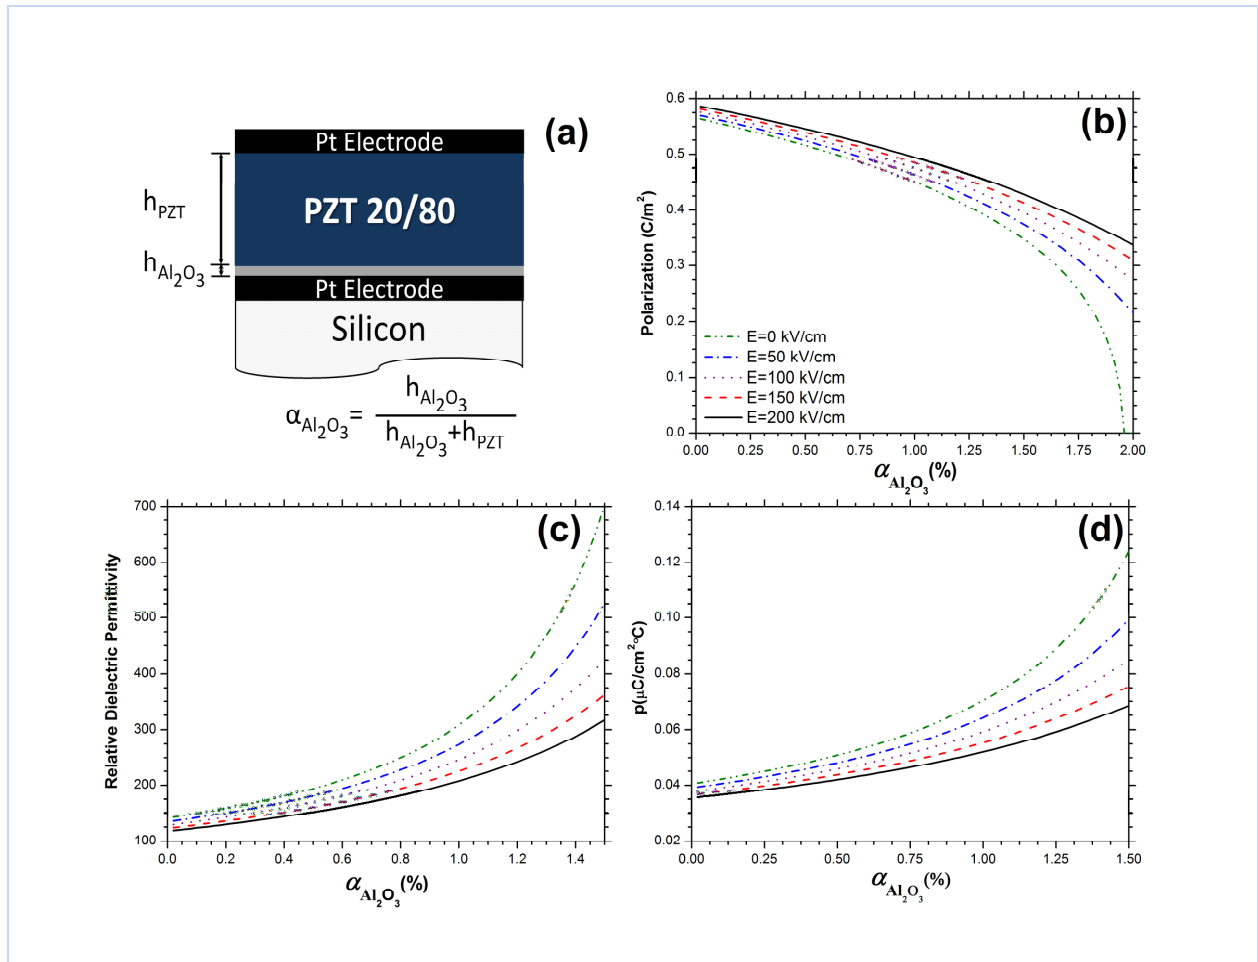 (a)
Pt Electrode
h_PZT
PZT 20/80
h_Al₂O₃
Pt Electrode
Silicon
α_Al₂O₃ = h_Al₂O₃ / h_Al₂O₃+h_PZT
(b)
Polarization (C/m²)
0.6
0.5
0.4
0.3
0.2
0.1
0.0
E=0 kV/cm
E=50 kV/cm
E=100 kV/cm
E=150 kV/cm
E=200 kV/cm
0.00 0.25 0.50 0.75 1.00 1.25 1.50 1.75 2.00
α_Al₂O₃(%)
(c)
Relative Dielectric Permittivity
700
600
500
400
300
200
100
0.0 0.2 0.4 0.6 0.8 1.0 1.2 1.4
α_Al₂O₃(%)
(d)
p(μC/cm²°C)
0.14
0.12
0.10
0.08
0.06
0.04
0.02
0.00 0.25 0.50 0.75 1.00 1.25 1.50
α_Al₂O₃(%)